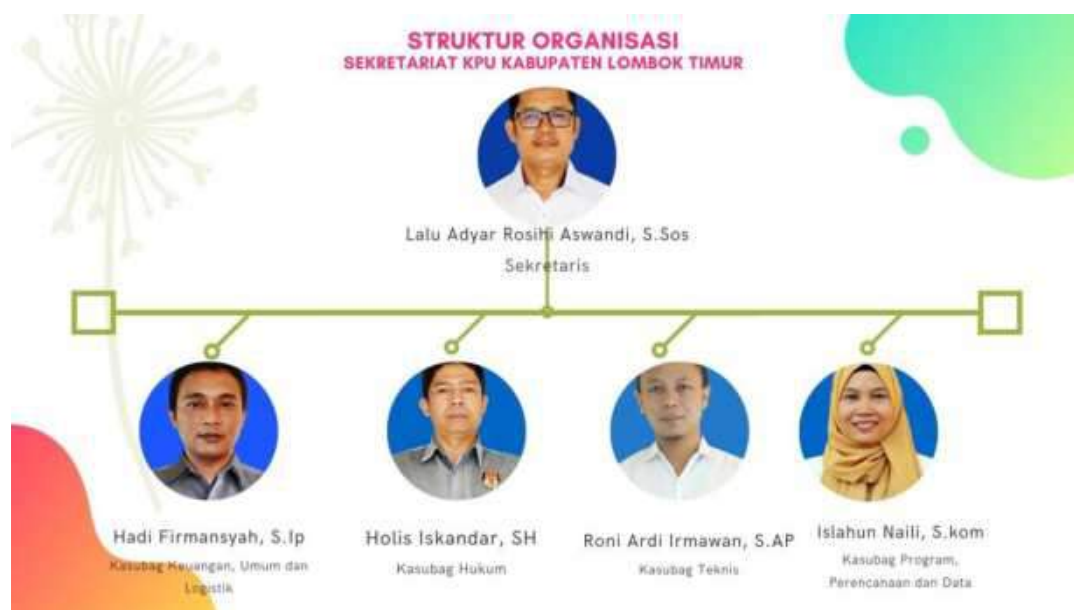 STRUKTUR ORGANISASI
SEKRETARIAT KPU KABUPATEN LOMBOK TIMUR
Lalu Adyar Rosihi Aswandi, S.Sos
Sekretaris
Hadi Firmansyah, S.Ip
Kasubag Keuangan, Umum dan
Logistik
Holis Iskandar, SH
Kasubag Hukum
Roni Ardi Irmawan, S.AP
Kasubag Teknis
Islahun Naili, S.kom
Kasubag Program,
Perencanaan dan Data